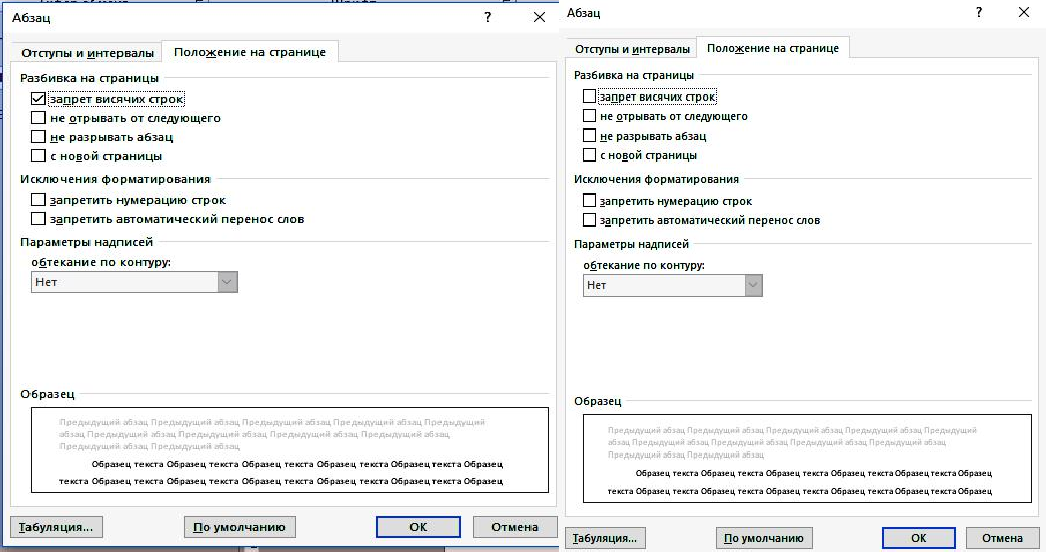 Абзац ?
Отступы и интервалы Положение на странице
Разбивка на страницы
запрет висячих строк
не отрывать от следующего
не разрывать абзац
с новой страницы
Исключения форматирования
запретить нумерацию строк
запретить автоматический перенос слов
Параметры надписей
обтекание по контуру:
Нет
Образец
Предыдущий абзац Предыдущий абзац Предыдущий абзац Предыдущий абзац Предыдущий
абзац Предыдущий абзац Предыдущий абзац Предыдущий абзац Предыдущий абзац
Предыдущий абзац Предыдущий абзац
Образец текста Образец текста Образец текста Образец текста Образец текста Образец
текста Образец текста Образец текста Образец текста Образец текста Образец текста Образец
Табуляция... По умолчанию ОК Отмена
Абзац ?
Отступы и интервалы Положение на странице
Разбивка на страницы
запрет висячих строк
не отрывать от следующего
не разрывать абзац
с новой страницы
Исключения форматирования
запретить нумерацию строк
запретить автоматический перенос слов
Параметры надписей
обтекание по контуру:
Нет
Образец
Предыдущий абзац Предыдущий абзац Предыдущий абзац Предыдущий абзац Предыдущий
абзац Предыдущий абзац Предыдущий абзац Предыдущий абзац Предыдущий абзац
Предыдущий абзац Предыдущий абзац
Образец текста Образец текста Образец текста Образец текста Образец текста Образец
текста Образец текста Образец текста Образец текста Образец текста Образец текста Образец
Табуляция... По умолчанию ОК Отмена